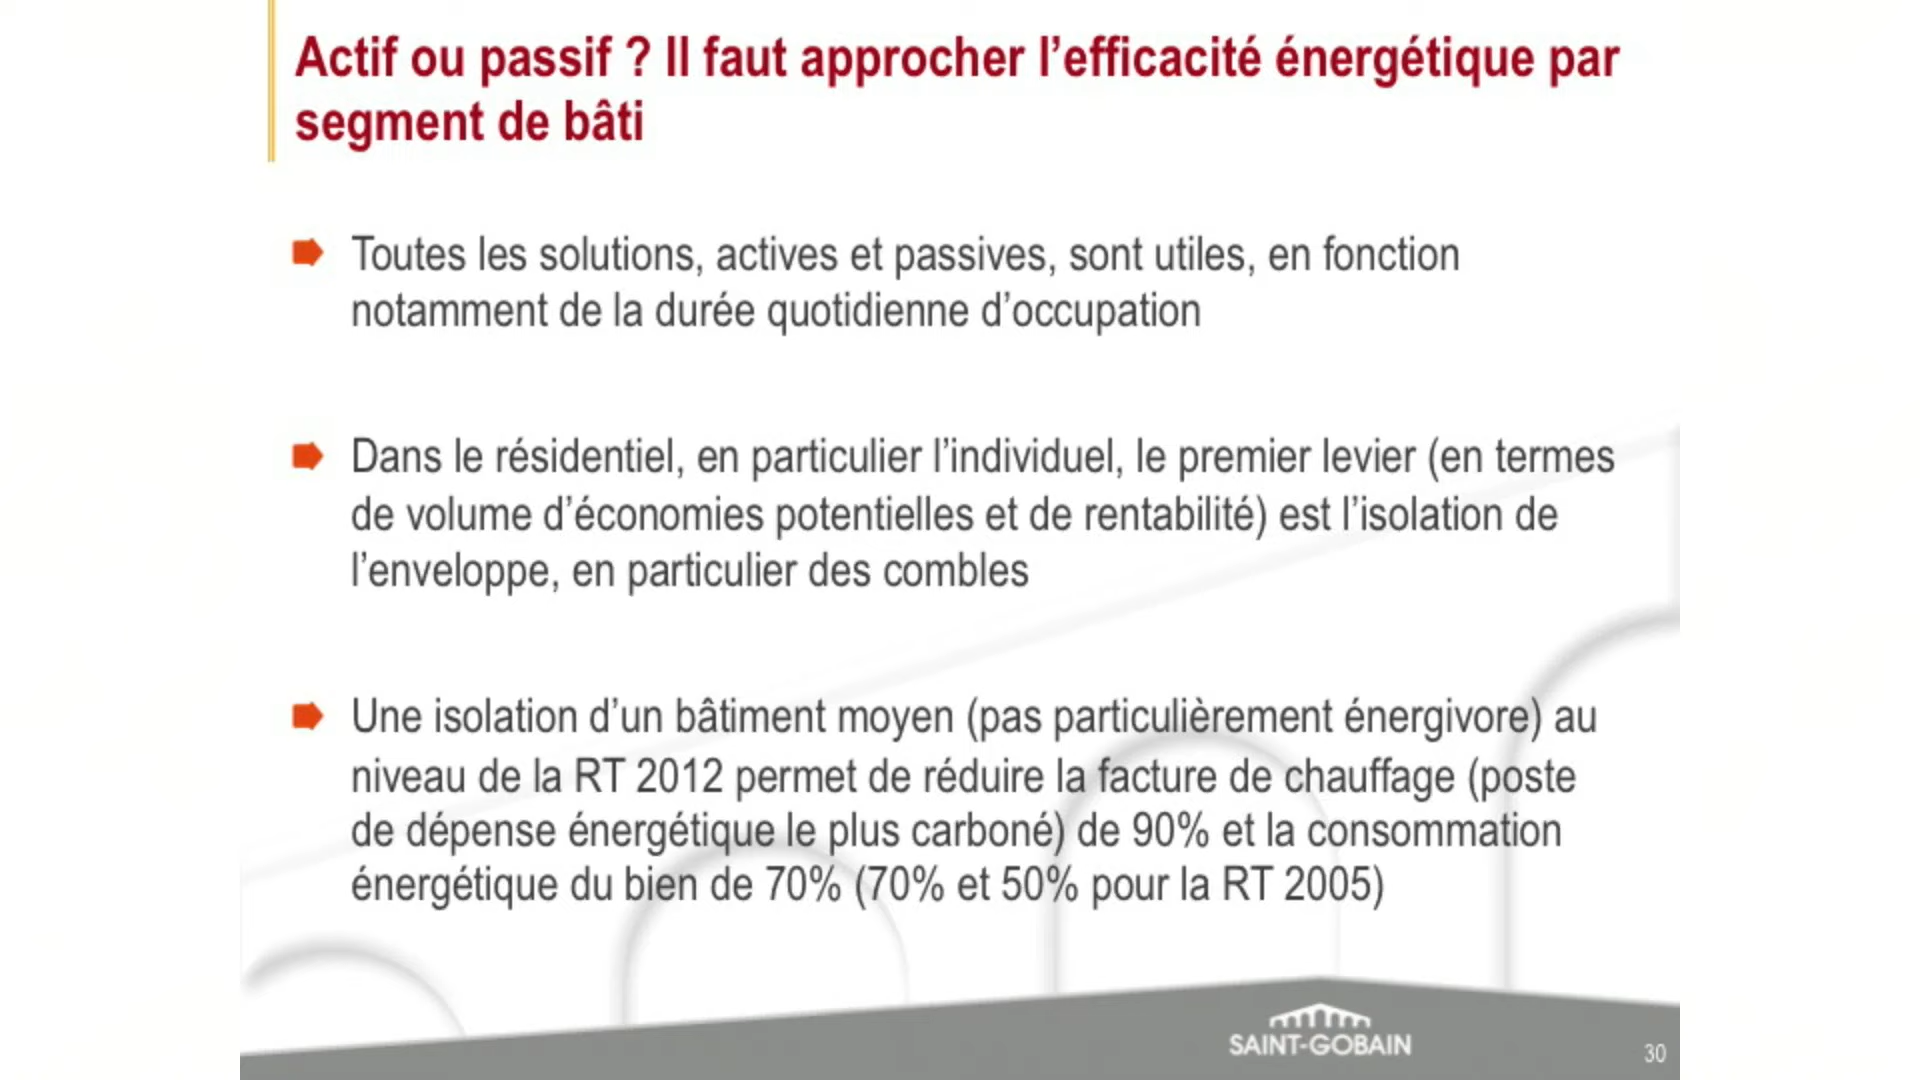 Actif ou passif ? Il faut approcher l’efficacité énergétique par
segment de bâti
Toutes les solutions, actives et passives, sont utiles, en fonction
notamment de la durée quotidienne d’occupation
Dans le résidentiel, en particulier l’individuel, le premier levier (en termes
de volume d’économies potentielles et de rentabilité) est l’isolation de
l’enveloppe, en particulier des combles
Une isolation d’un bâtiment moyen (pas particulièrement énergivore) au
niveau de la RT 2012 permet de réduire la facture de chauffage (poste
de dépense énergétique le plus carboné) de 90% et la consommation
énergétique du bien de 70% (70% et 50% pour la RT 2005)
SAINT-GOBAIN
30